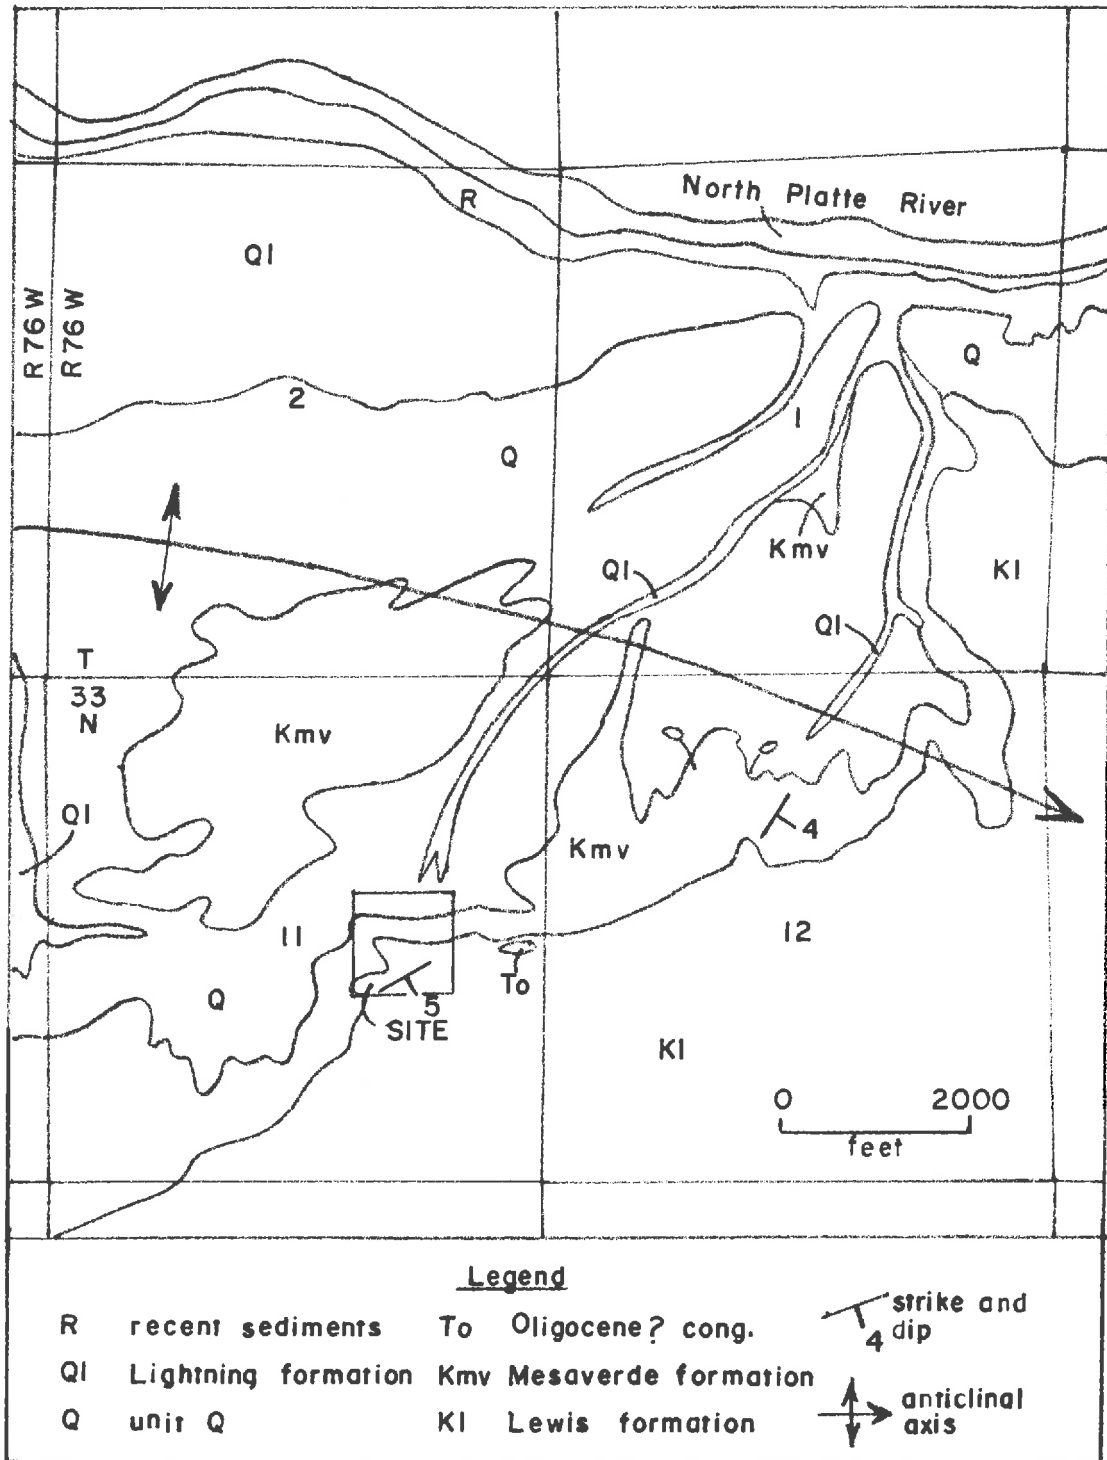 North Platte River
R
Ql
R 76 W
R 76 W
Q
2
1
Q
Kmv
Ql
Kl
Ql
T
33
N
Kmv
Ql
4
Kmv
11
12
To
Q
5
SITE
Kl
0 2000
feet
Legend
R recent sediments To Oligocene? cong. strike and
4 dip
Ql Lightning formation Kmv Mesaverde formation
anticlinal
Q unit Q Kl Lewis formation axis